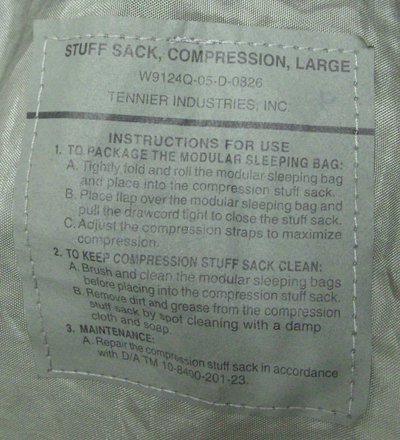 STUFF SACK, COMPRESSION, LARGE
W9124Q-05-D-0826
TENNIER INDUSTRIES, INC.
INSTRUCTIONS FOR USE
1. TO PACKAGE THE MODULAR SLEEPING BAG:
A. Tightly fold and roll the modular sleeping bag
and place into the compression stuff sack.
B. Place flap over the modular sleeping bag and
pull the drawcord tight to close the stuff sack.
C. Adjust the compression straps to maximize
compression.
2. TO KEEP COMPRESSION STUFF SACK CLEAN:
A. Brush and clean the modular sleeping bags
before placing into the compression stuff sack.
B. Remove dirt and grease from the compression
stuff sack by spot cleaning with a damp
cloth and soap.
3. MAINTENANCE:
A. Repair the compression stuff sack in accordance
with D/A TM 10-8400-201-23.